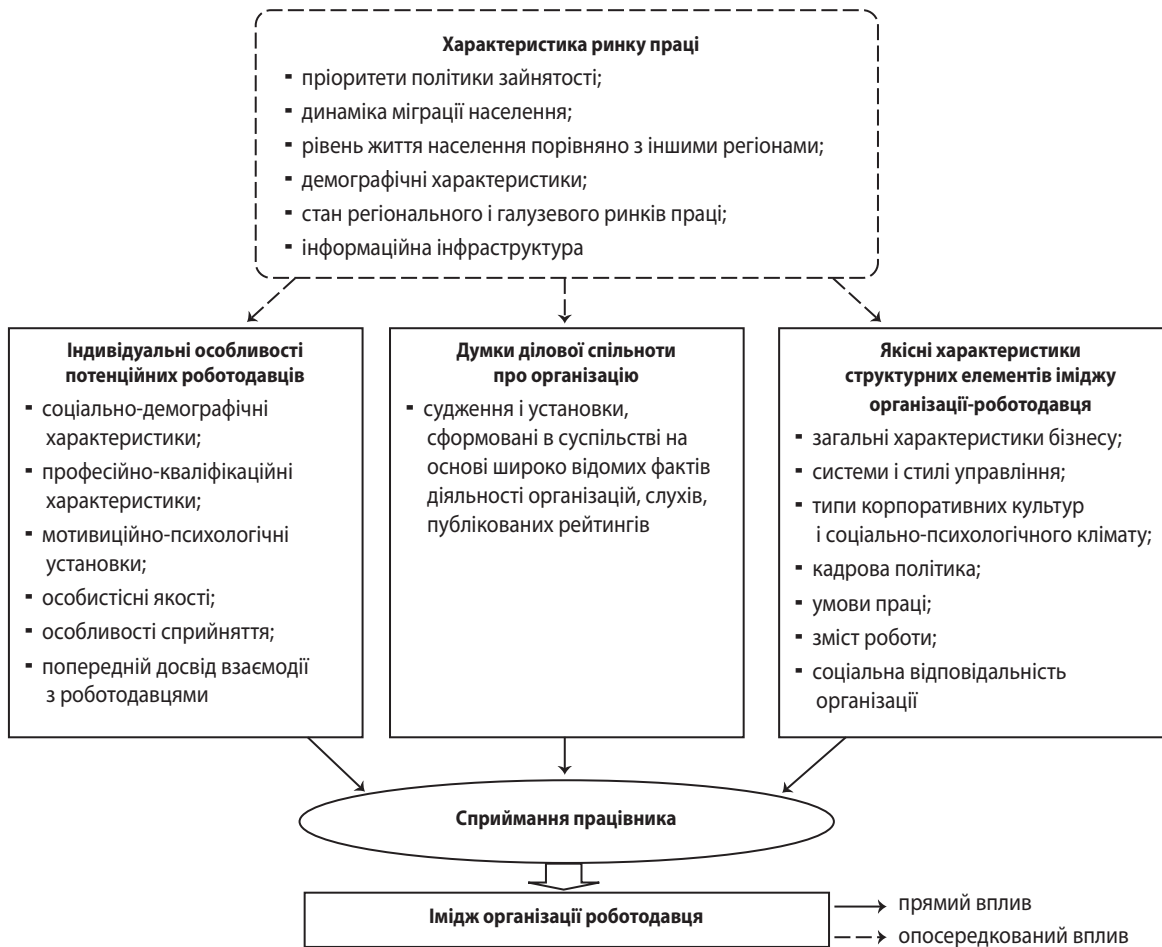 Характеристика ринку праці
▪ пріоритети політики зайнятості;
▪ динаміка міграції населення;
▪ рівень життя населення порівняно з іншими регіонами;
▪ демографічні характеристики;
▪ стан регіонального і галузевого ринків праці;
▪ інформаційна інфраструктура
Індивідуальні особливості
потенційних роботодавців
▪ соціально-демографічні
характеристики;
▪ професійно-кваліфікаційні
характеристики;
▪ мотивиційно-психологічні
установки;
▪ особистісні якості;
▪ особливості сприйняття;
▪ попередній досвід взаємодії
з роботодавцями
Думки ділової спільноти
про організацію
▪ судження і установки,
сформовані в суспільстві на
основі широко відомих фактів
діяльності організацій, слухів,
публікованих рейтингів
Якісні характеристики
структурних елементів іміджу
організації-роботодавця
▪ загальні характеристики бізнесу;
▪ системи і стилі управління;
▪ типи корпоративних культур
і соціально-психологічного клімату;
▪ кадрова політика;
▪ умови праці;
▪ зміст роботи;
▪ соціальна відповідальність
організації
Сприймання працівника
Імідж організації роботодавця
прямий вплив
опосередкований вплив